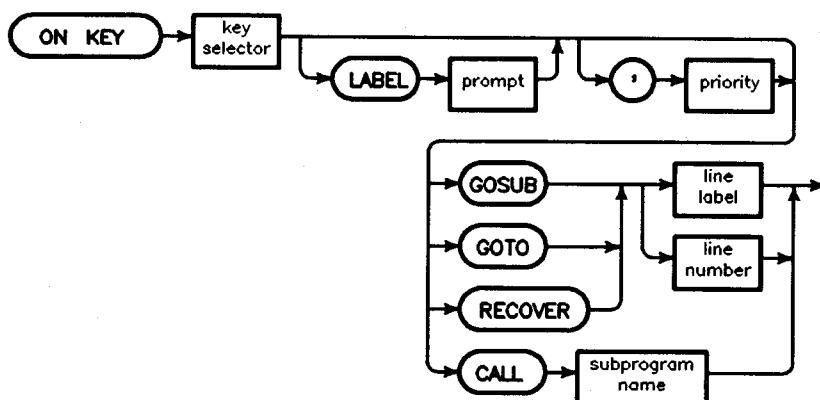 ON KEY
key
selector
LABEL
prompt
,
priority
GOSUB
line
label
GOTO
line
number
RECOVER
CALL
subprogram
name